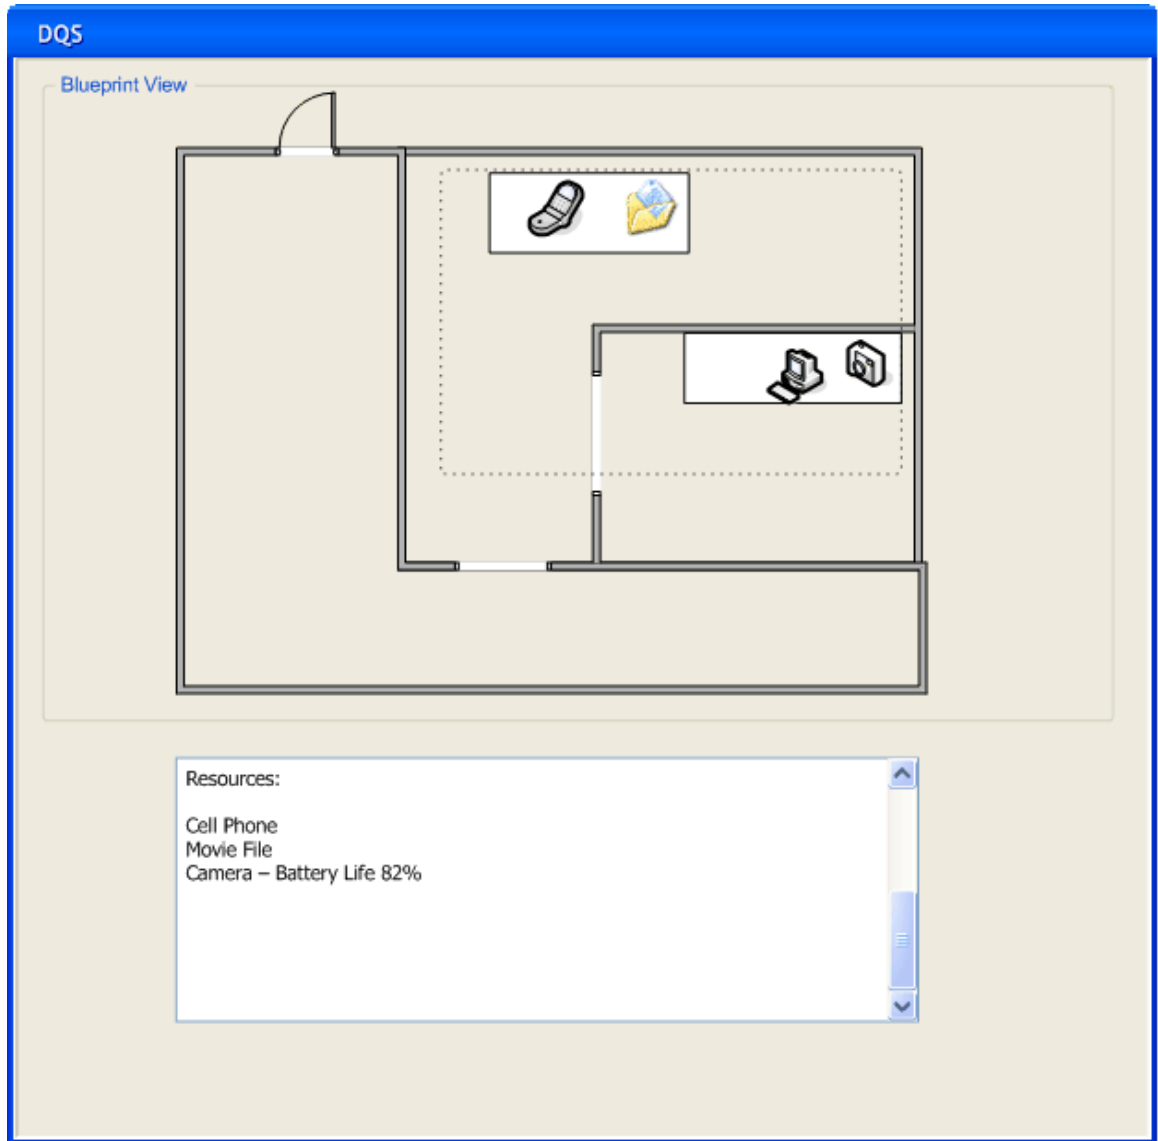 DQS
Blueprint View
Resources:
Cell Phone
Movie File
Camera – Battery Life 82%